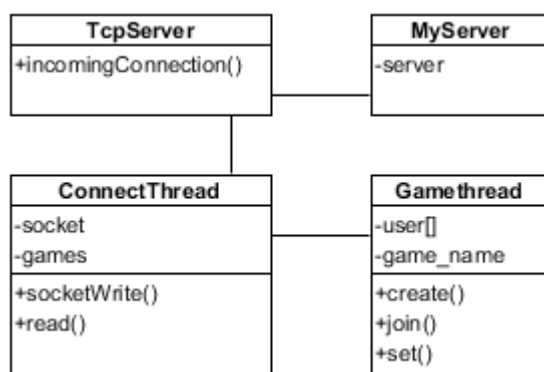 TcpServer
+incomingConnection()
MyServer
-server
ConnectThread
-socket
-games
+socketWrite()
+read()
Gamethread
-user[]
-game_name
+create()
+join()
+set()